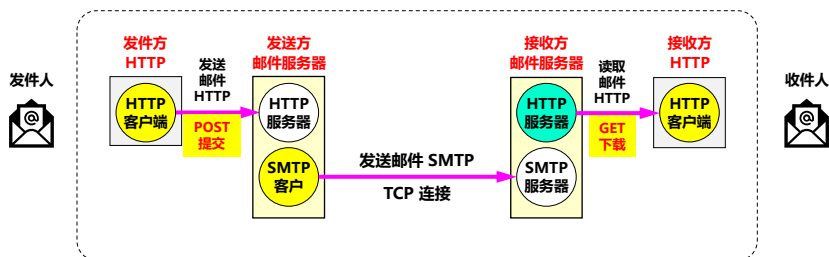 发件人
发件方
HTTP
HTTP
客户端
发送
邮件
HTTP
POST
提交
发送方
邮件服务器
HTTP
服务器
SMTP
客户
发送邮件 SMTP
TCP 连接
接收方
邮件服务器
HTTP
服务器
SMTP
服务器
读取
邮件
HTTP
GET
下载
接收方
HTTP
HTTP
客户端
收件人